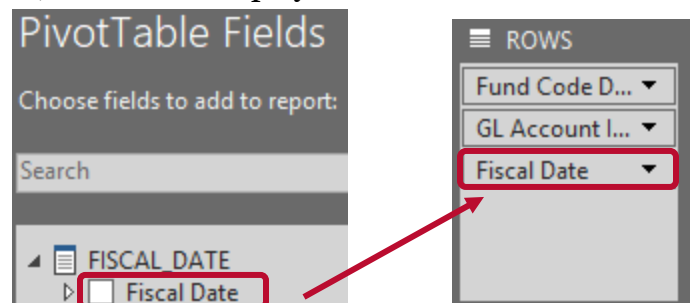 PivotTable Fields
Choose fields to add to report:
Search
FISCAL_DATE
Fiscal Date
ROWS
Fund Code D...
GL Account I...
Fiscal Date